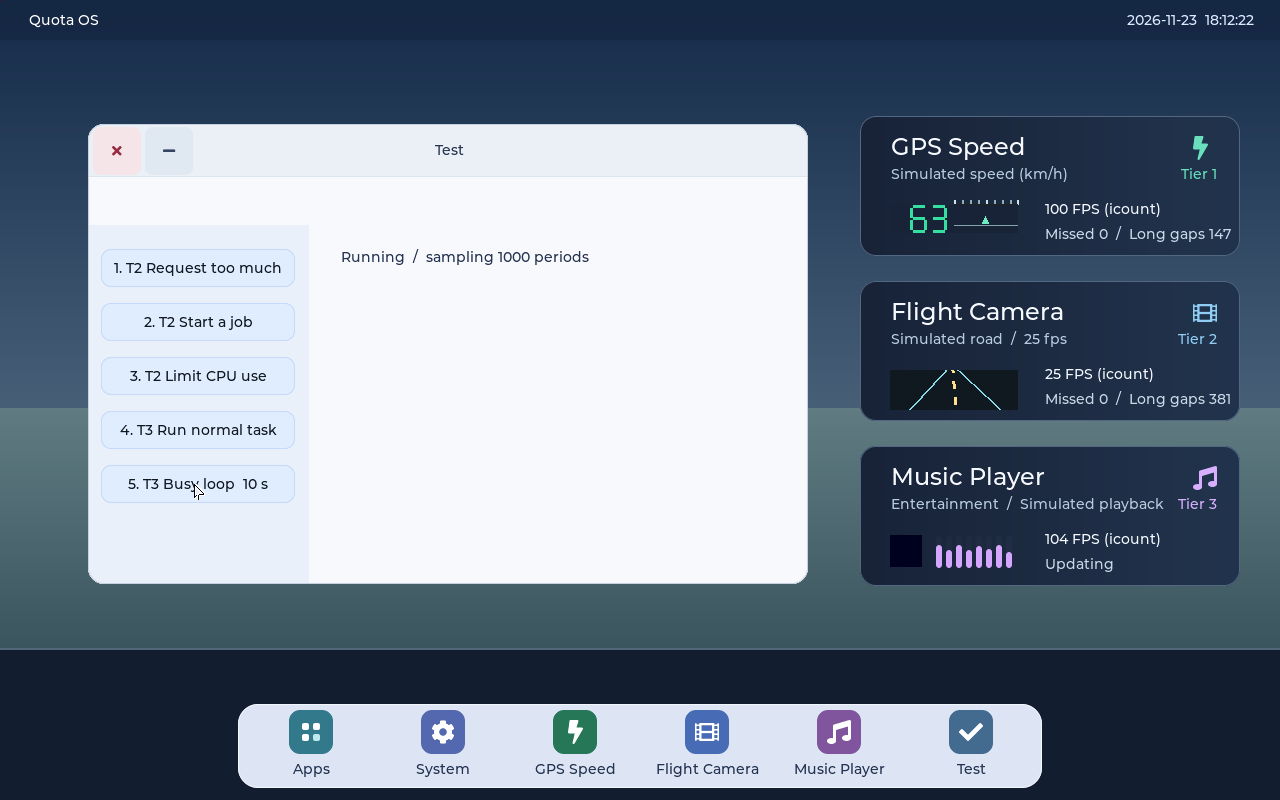 Quota OS
2026-11-23 18:12:22
Test
1. T2 Request too much
2. T2 Start a job
3. T2 Limit CPU use
4. T3 Run normal task
5. T3 Busy loop 10 s
Running / sampling 1000 periods
GPS Speed
Simulated speed (km/h)
Tier 1
63
100 FPS (icount)
Missed 0 / Long gaps 147
Flight Camera
Simulated road / 25 fps
Tier 2
25 FPS (icount)
Missed 0 / Long gaps 381
Music Player
Entertainment / Simulated playback
Tier 3
104 FPS (icount)
Updating
Apps
System
GPS Speed
Flight Camera
Music Player
Test